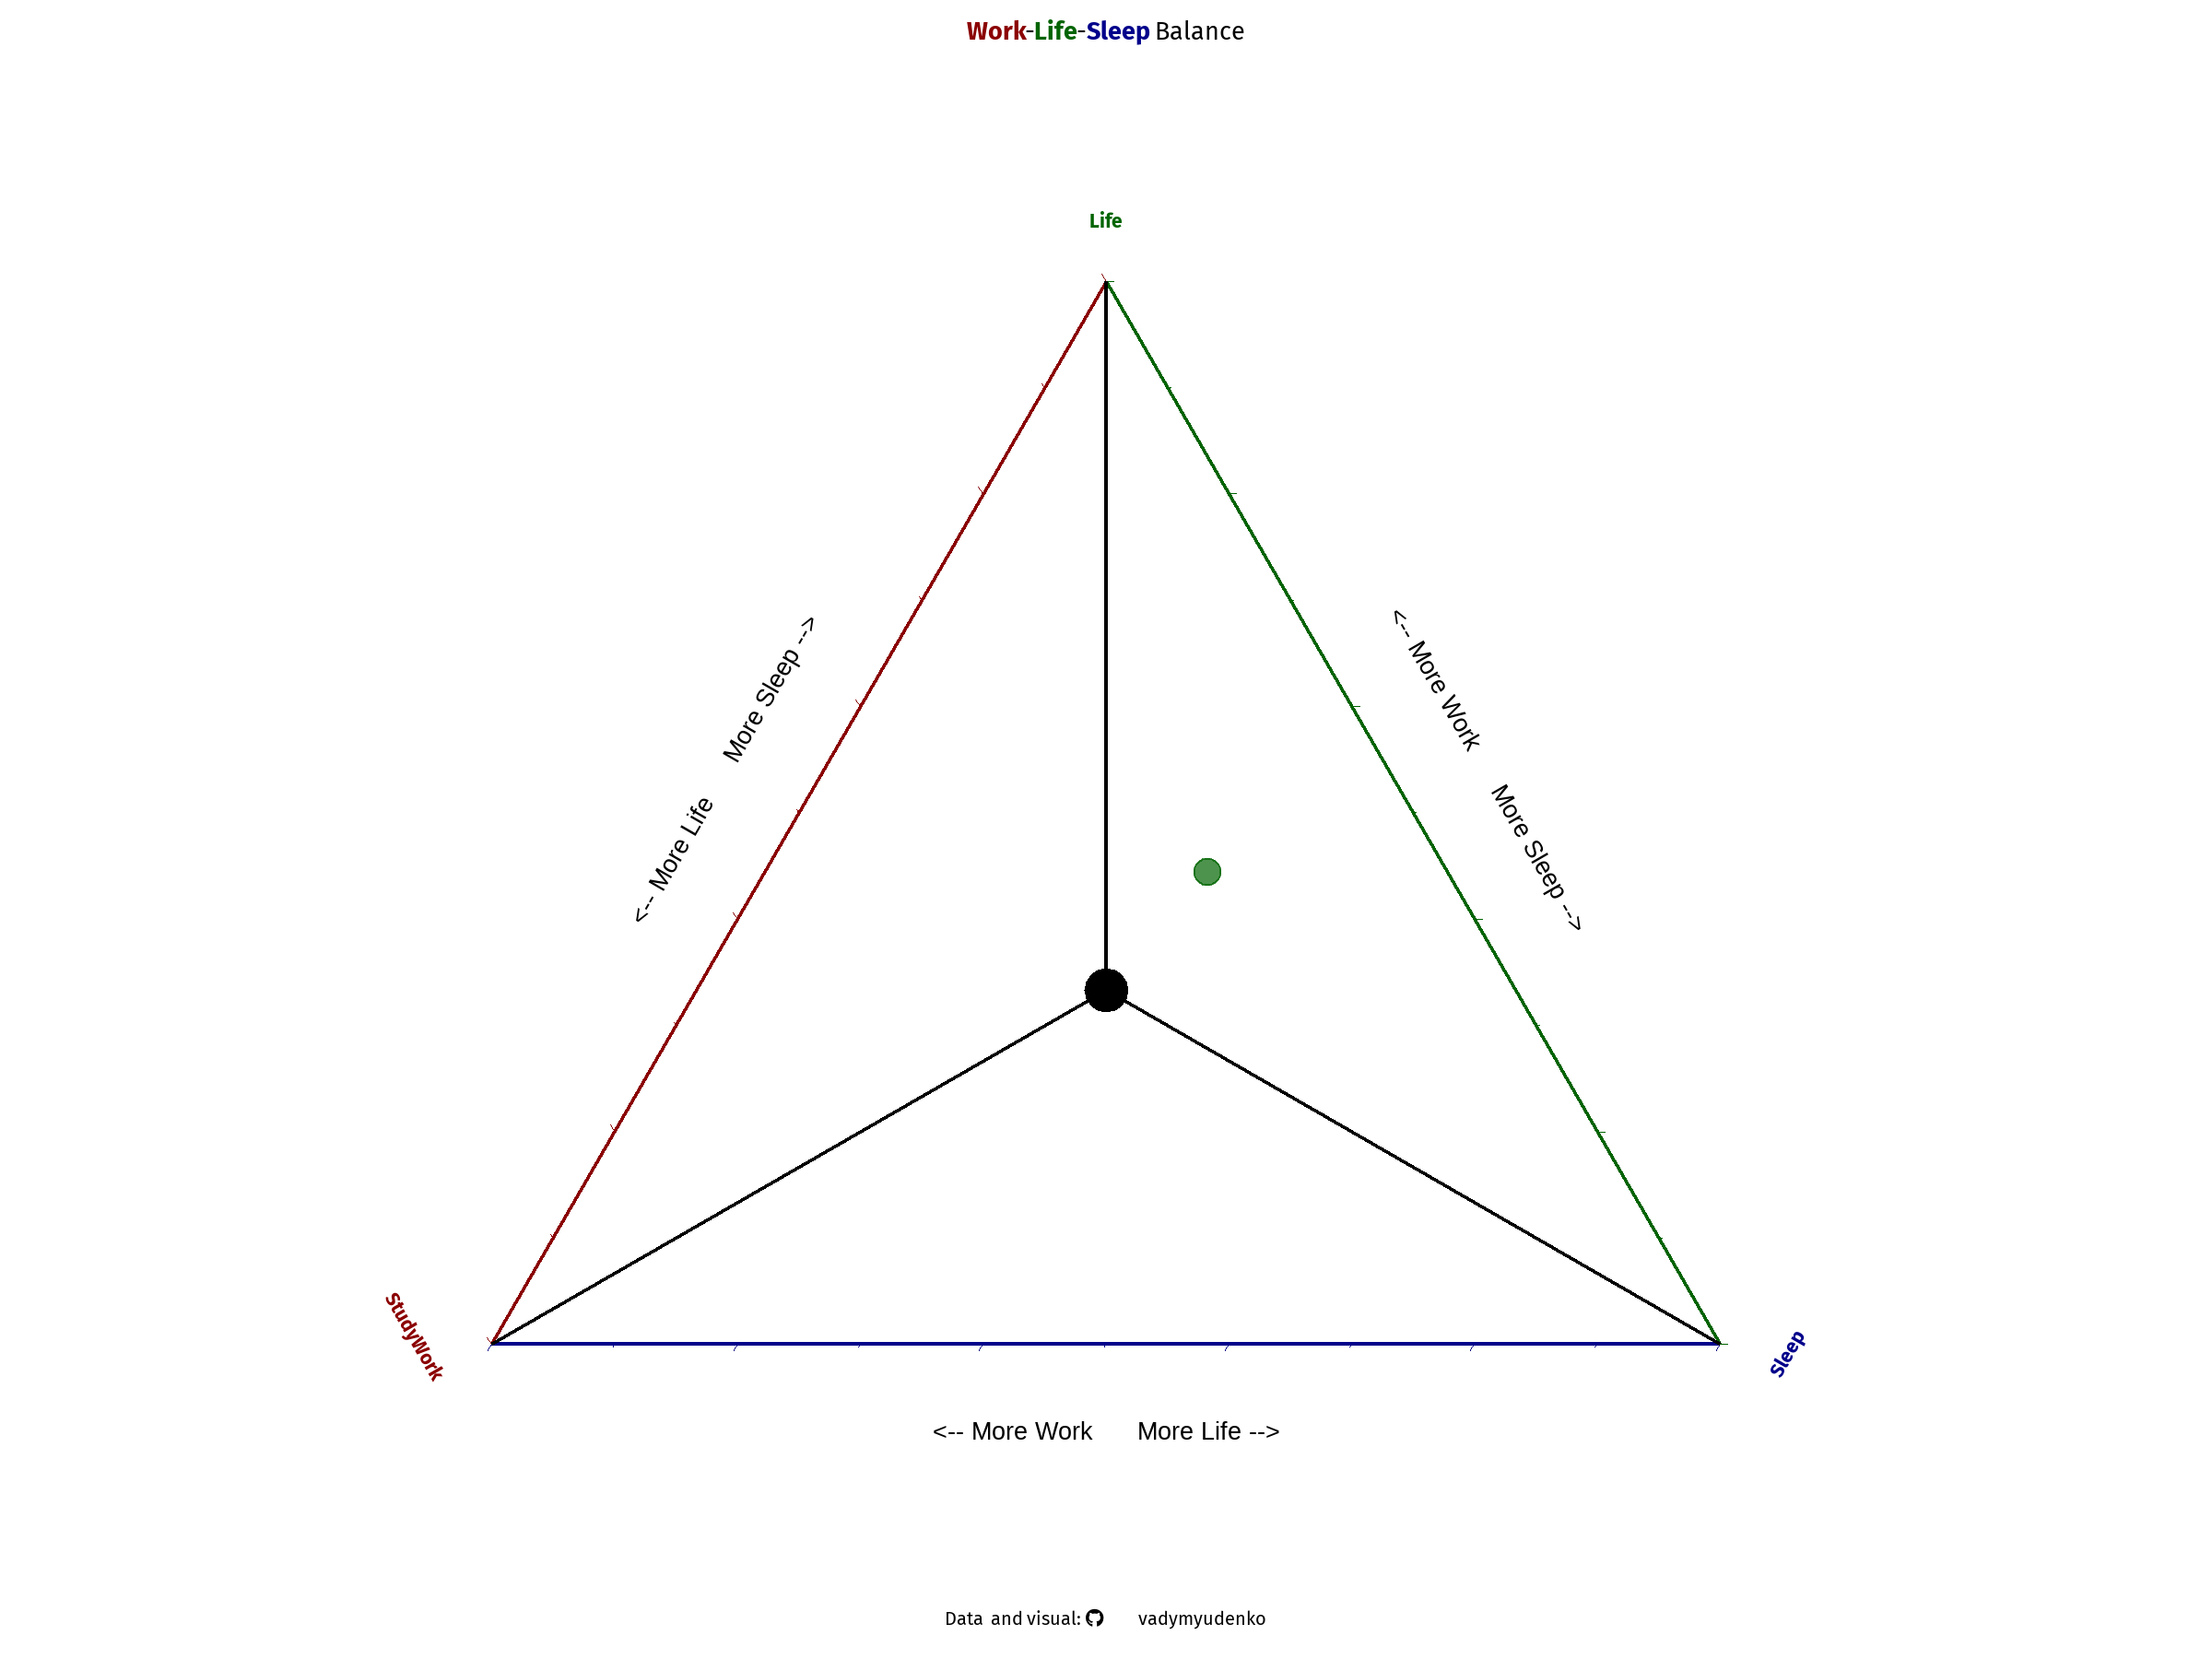 Work-Life-Sleep Balance
Life
<-- More Life More Sleep -->
<-- More Work More Sleep -->
StudyWork
Sleep
<-- More Work More Life -->
Data and visual: vadymyudenko